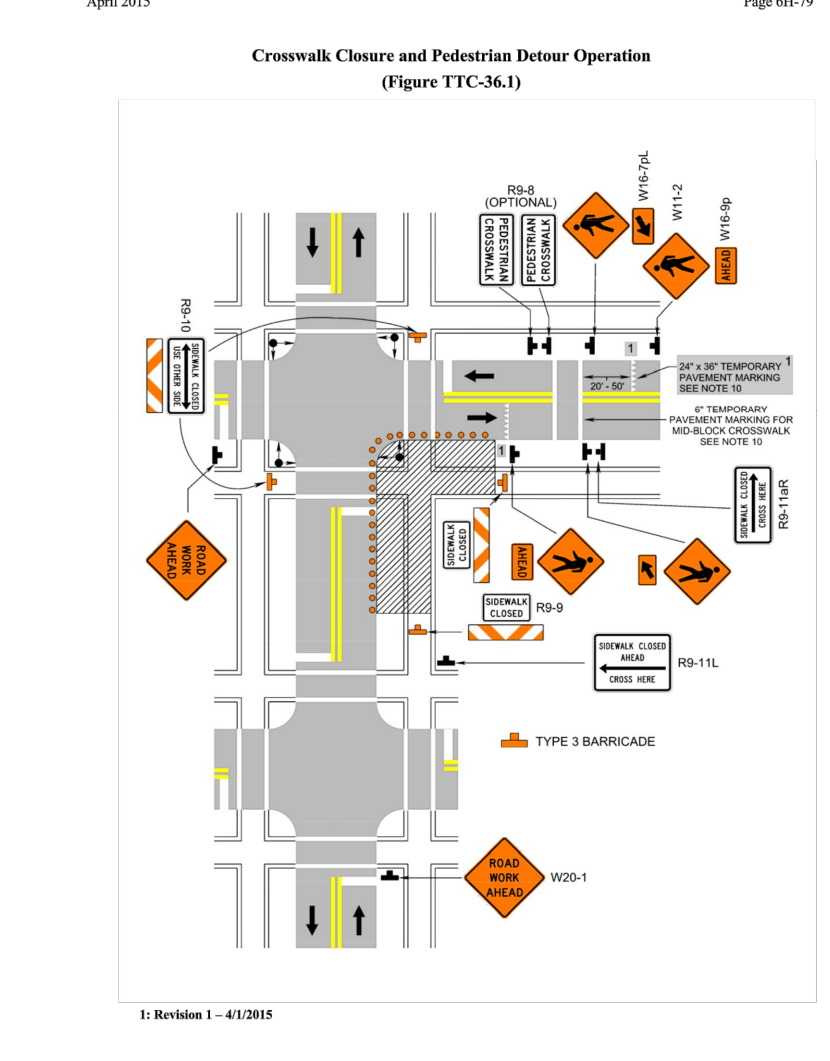 April 2015
Page 6H-79
Crosswalk Closure and Pedestrian Detour Operation
(Figure TTC-36.1)
R9-8
(OPTIONAL)
PEDESTRIAN
CROSSWALK
PEDESTRIAN
CROSSWALK
W16-7pL
W11-2
W16-9p
AHEAD
R9-10
SIDEWALK CLOSED
USE OTHER SIDE
1
24" x 36" TEMPORARY 1
PAVEMENT MARKING
SEE NOTE 10
20' - 50'
6" TEMPORARY
PAVEMENT MARKING FOR
MID-BLOCK CROSSWALK
SEE NOTE 10
1
ROAD
WORK
AHEAD
SIDEWALK
CLOSED
AHEAD
SIDEWALK CLOSED
CROSS HERE
R9-11aR
SIDEWALK
CLOSED
R9-9
SIDEWALK CLOSED
AHEAD
CROSS HERE
R9-11L
TYPE 3 BARRICADE
ROAD
WORK
AHEAD
W20-1
1: Revision 1 – 4/1/2015